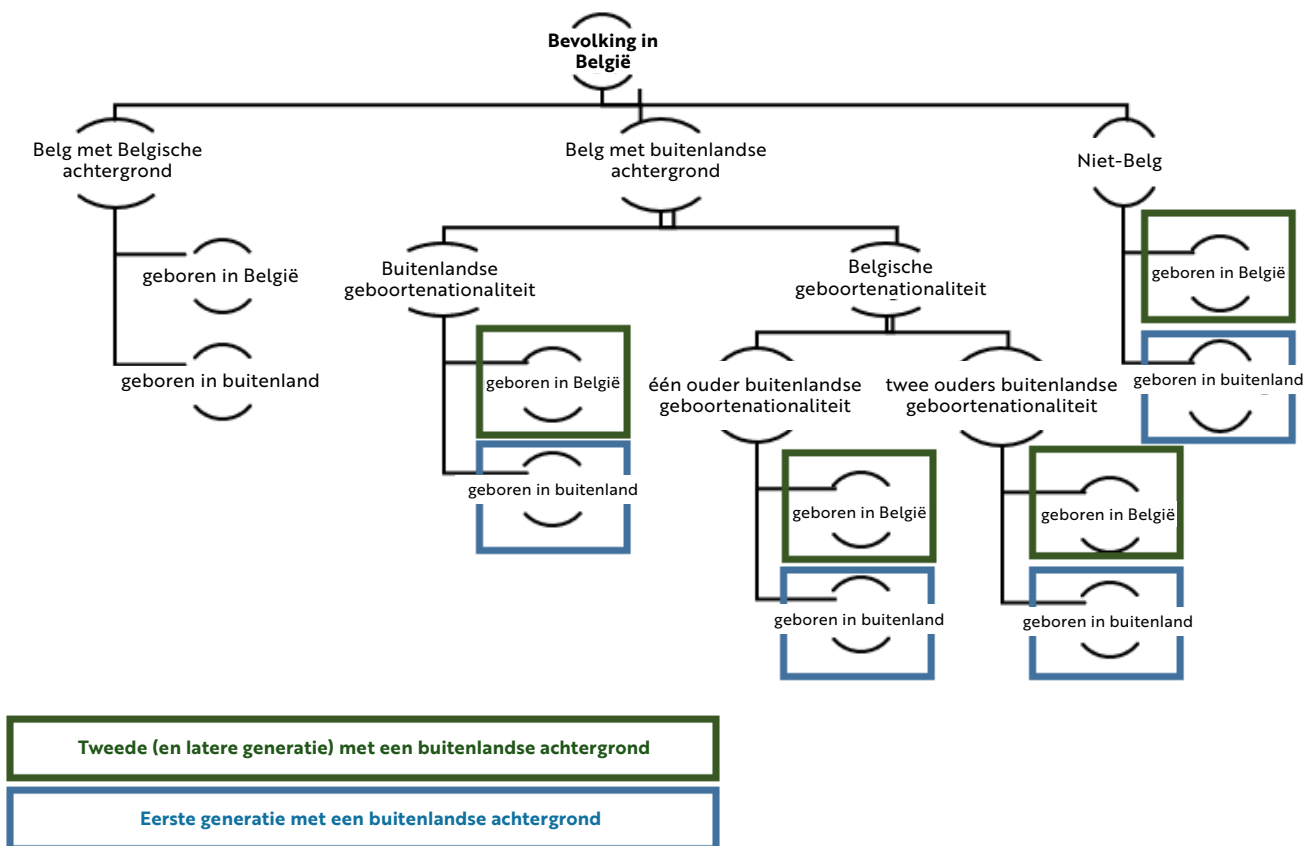 Bevolking in
België
Belg met Belgische
achtergrond
geboren in België
geboren in buitenland
Belg met buitenlandse
achtergrond
Buitenlandse
geboortenationaliteit
geboren in België
geboren in buitenland
Belgische
geboortenationaliteit
één ouder buitenlandse
geboortenationaliteit
geboren in België
geboren in buitenland
twee ouders buitenlandse
geboortenationaliteit
geboren in België
geboren in buitenland
Niet-Belg
geboren in België
geboren in buitenland
Tweede (en latere generatie) met een buitenlandse achtergrond
Eerste generatie met een buitenlandse achtergrond